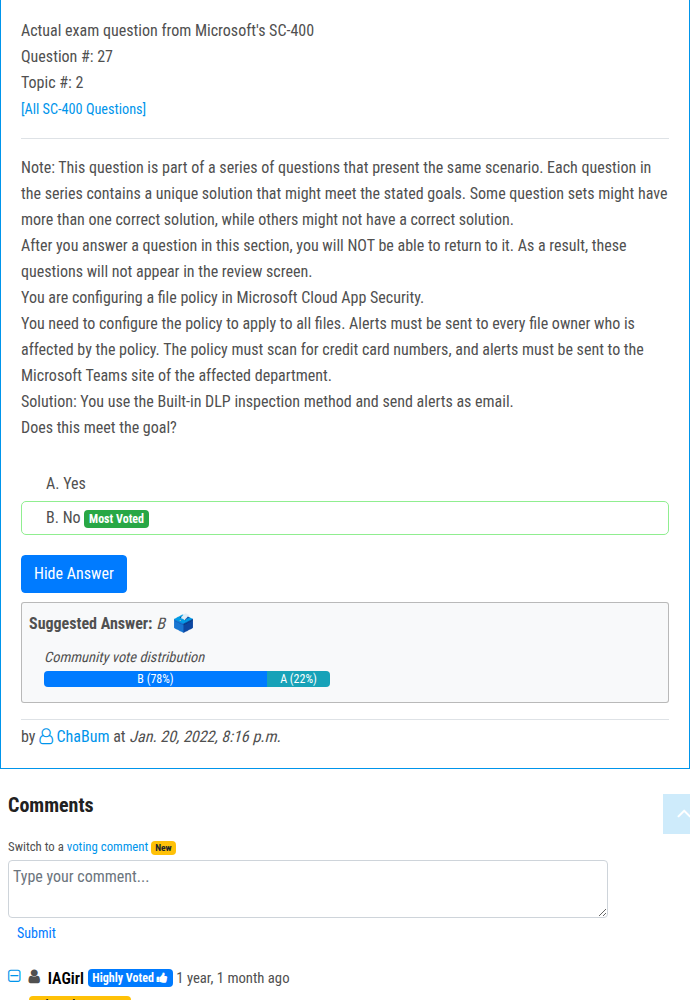 Actual exam question from Microsoft's SC-400
Question #: 27
Topic #: 2
[All SC-400 Questions]
Note: This question is part of a series of questions that present the same scenario. Each question in
the series contains a unique solution that might meet the stated goals. Some question sets might have
more than one correct solution, while others might not have a correct solution.
After you answer a question in this section, you will NOT be able to return to it. As a result, these
questions will not appear in the review screen.
You are configuring a file policy in Microsoft Cloud App Security.
You need to configure the policy to apply to all files. Alerts must be sent to every file owner who is
affected by the policy. The policy must scan for credit card numbers, and alerts must be sent to the
Microsoft Teams site of the affected department.
Solution: You use the Built-in DLP inspection method and send alerts as email.
Does this meet the goal?
A. Yes
B. No Most Voted
Hide Answer
Suggested Answer: B
Community vote distribution
B (78%) A (22%)
by ChaBum at Jan. 20, 2022, 8:16 p.m.
Comments
Switch to a voting comment New
Type your comment...
Submit
IAGirl Highly Voted 1 year, 1 month ago